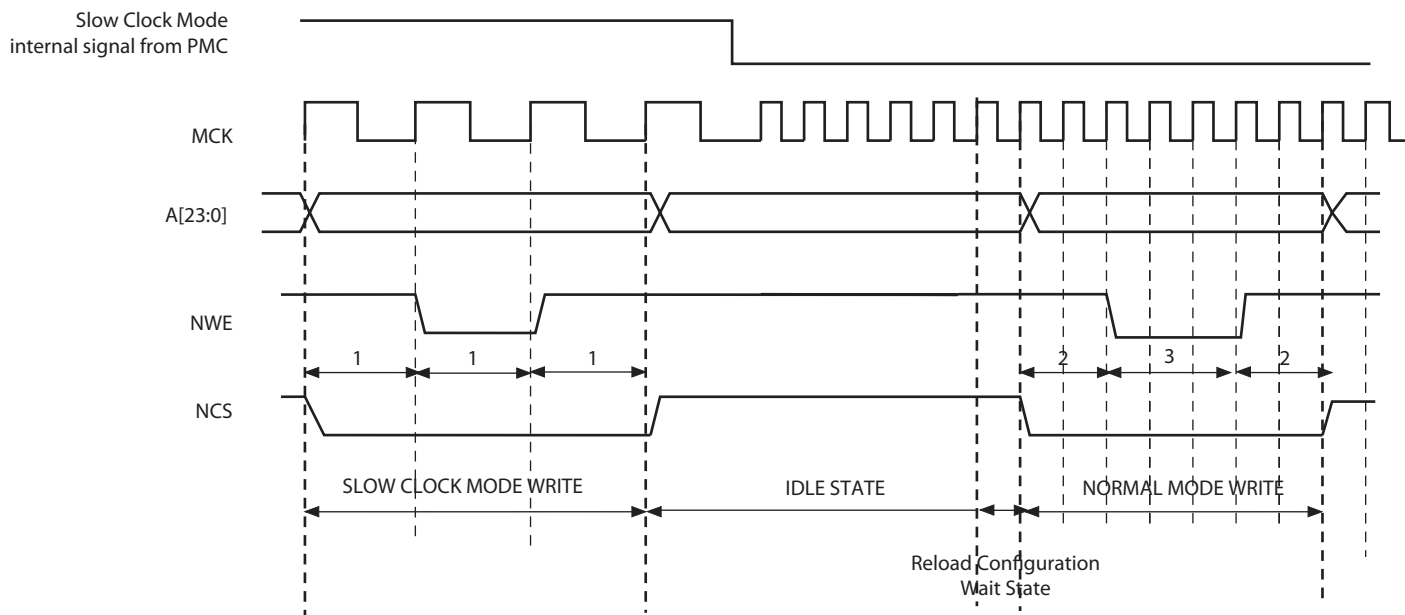 Slow Clock Mode
internal signal from PMC
MCK
A[23:0]
NWE
1 1 1 2 3 2
NCS
SLOW CLOCK MODE WRITE IDLE STATE NORMAL MODE WRITE
Reload Configuration
Wait State